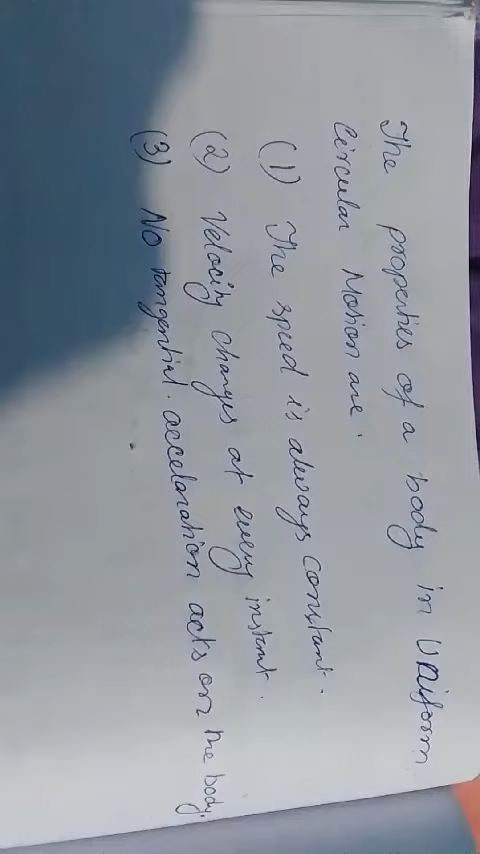 The properties of a body in Uniform
Circular Motion are.
(1) The speed is always constant.
(2) Velocity changes at every instant.
(3) No tangential. accelaration acts on the body.